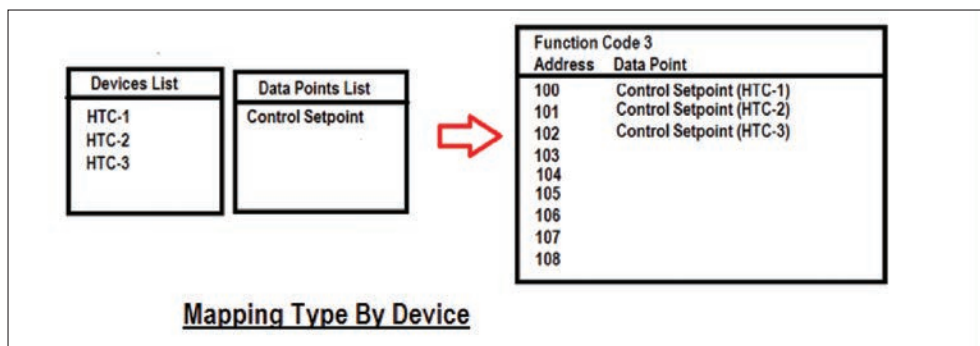 Devices List
HTC-1
HTC-2
HTC-3
Data Points List
Control Setpoint
Function Code 3
Address Data Point
100 Control Setpoint (HTC-1)
101 Control Setpoint (HTC-2)
102 Control Setpoint (HTC-3)
103
104
105
106
107
108
Mapping Type By Device